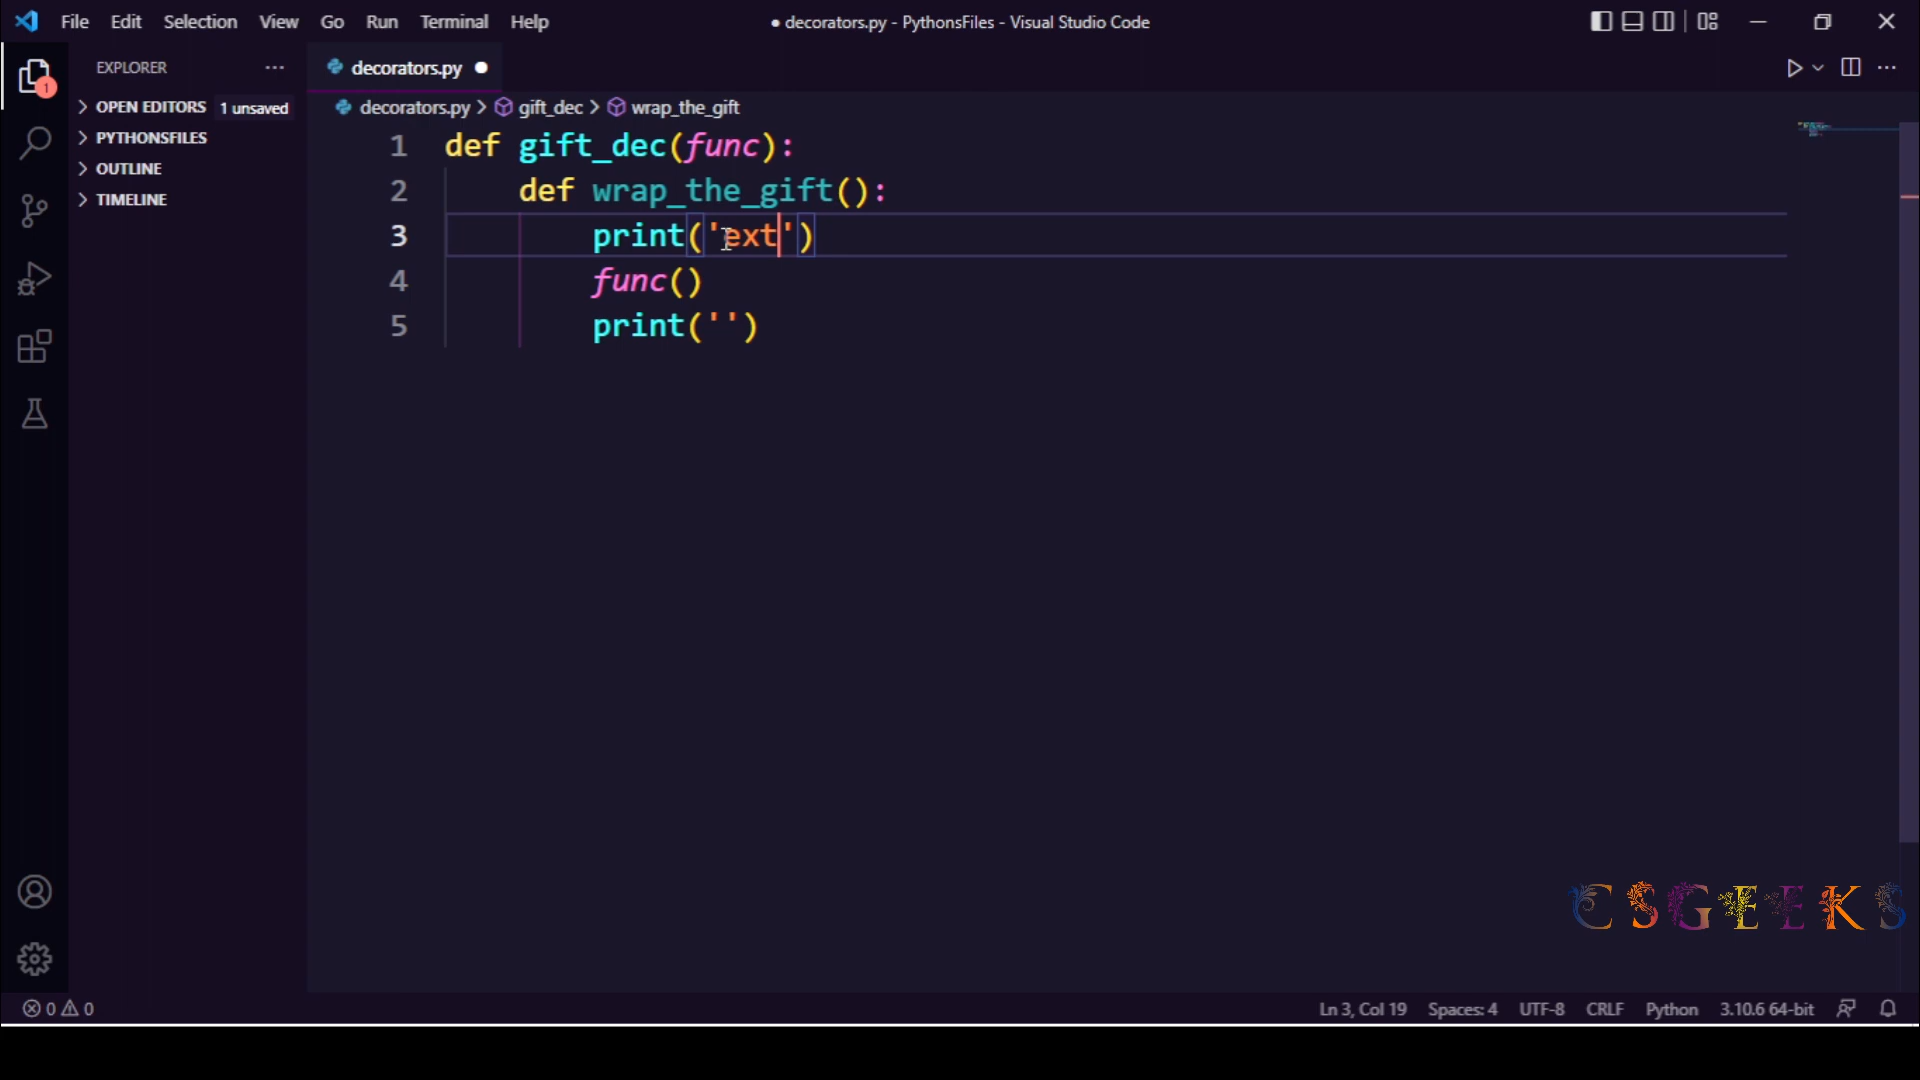 File Edit Selection View Go Run Terminal Help ● decorators.py - PythonsFiles - Visual Studio Code
EXPLORER ··· decorators.py ●
1
> OPEN EDITORS 1 unsaved
> PYTHONSFILES
> OUTLINE
> TIMELINE
decorators.py > gift_dec > wrap_the_gift
1 def gift_dec(func):
2     def wrap_the_gift():
3         print('ext')
4         func()
5         print('')
CSGEEKS
0 0 Ln 3, Col 19 Spaces: 4 UTF-8 CRLF Python 3.10.6 64-bit